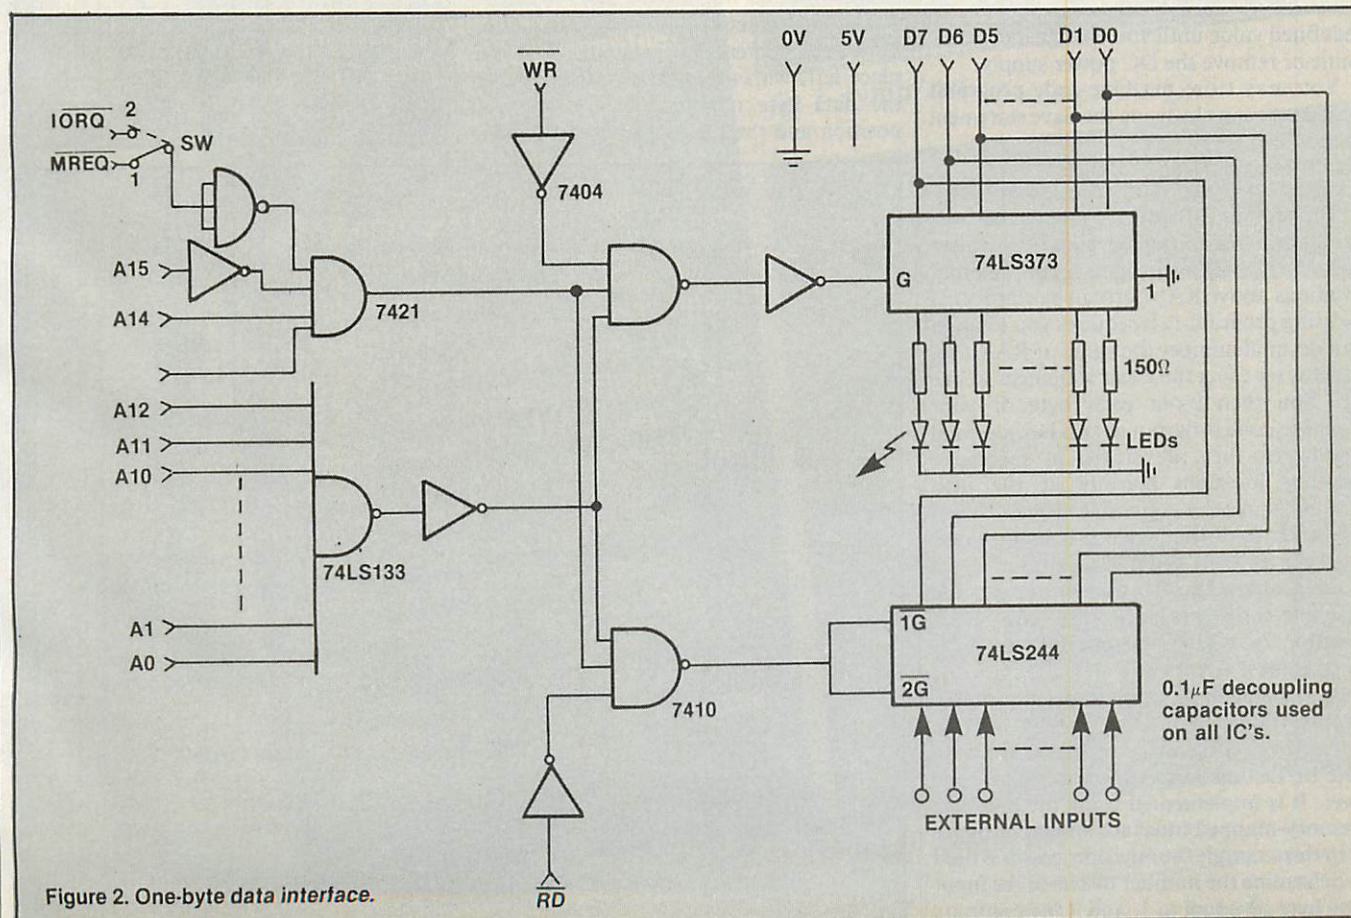 0V 5V D7 D6 D5 D1 D0
WR
IORQ 2
SW
MREQ 1
7404
A15
74LS373
G
1
7421
A14
150Ω
A12
A11
LEDs
A10
74LS133
1G
74LS244
A1
2G
0.1μF decoupling
capacitors used
on all IC's.
A0
7410
EXTERNAL INPUTS
RD
Figure 2. One-byte data interface.